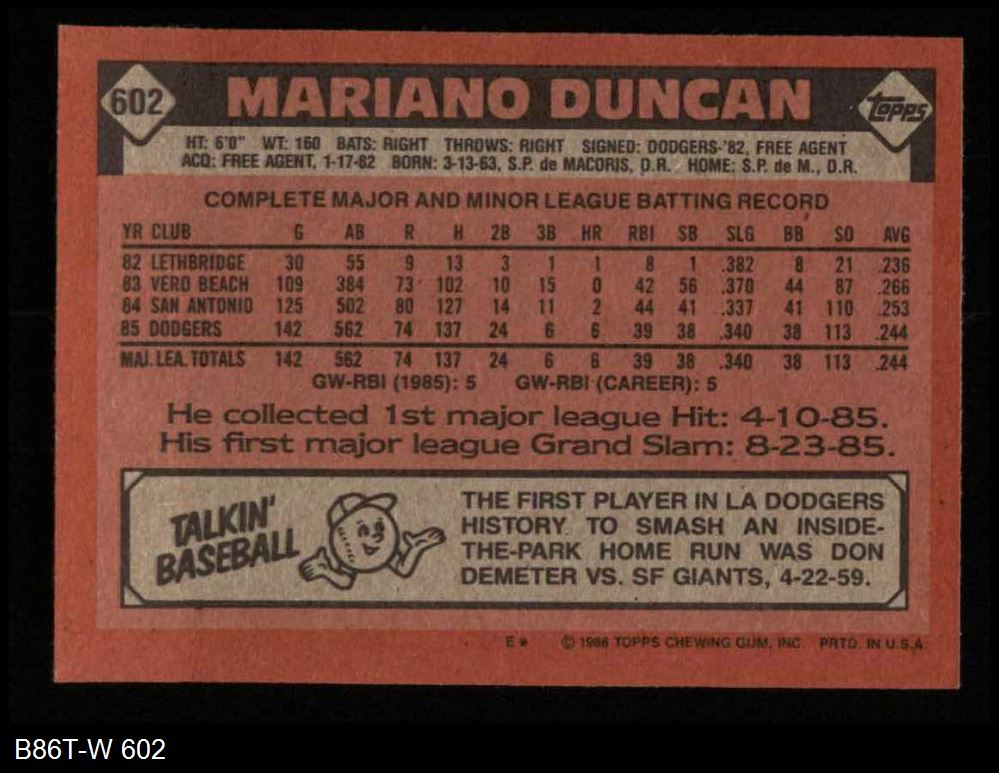 602 MARIANO DUNCAN topps
HT: 6'0" WT: 160 BATS: RIGHT THROWS: RIGHT SIGNED: DODGERS-'82, FREE AGENT
ACQ: FREE AGENT, 1-17-82 BORN: 3-13-63, S.P. de MACORIS, D.R. HOME: S.P. de M., D.R.
COMPLETE MAJOR AND MINOR LEAGUE BATTING RECORD
YR CLUB G AB R H 2B 3B HR RBI SB SLG BB SO AVG
82 LETHBRIDGE 30 55 9 13 3 1 1 8 1 .382 8 21 .236
83 VERO BEACH 109 384 73 102 10 15 0 42 56 .370 44 87 .266
84 SAN ANTONIO 125 502 80 127 14 11 2 44 41 .337 41 110 .253
85 DODGERS 142 562 74 137 24 6 6 39 38 .340 38 113 .244
MAJ. LEA. TOTALS 142 562 74 137 24 6 6 39 38 .340 38 113 .244
GW-RBI (1985): 5 GW-RBI (CAREER): 5
He collected 1st major league Hit: 4-10-85.
His first major league Grand Slam: 8-23-85.
TALKIN'
BASEBALL
THE FIRST PLAYER IN LA DODGERS
HISTORY TO SMASH AN INSIDE-
THE-PARK HOME RUN WAS DON
DEMETER VS. SF GIANTS, 4-22-59.
E* © 1986 TOPPS CHEWING GUM, INC. PRTD. IN U.S.A.
B86T-W 602